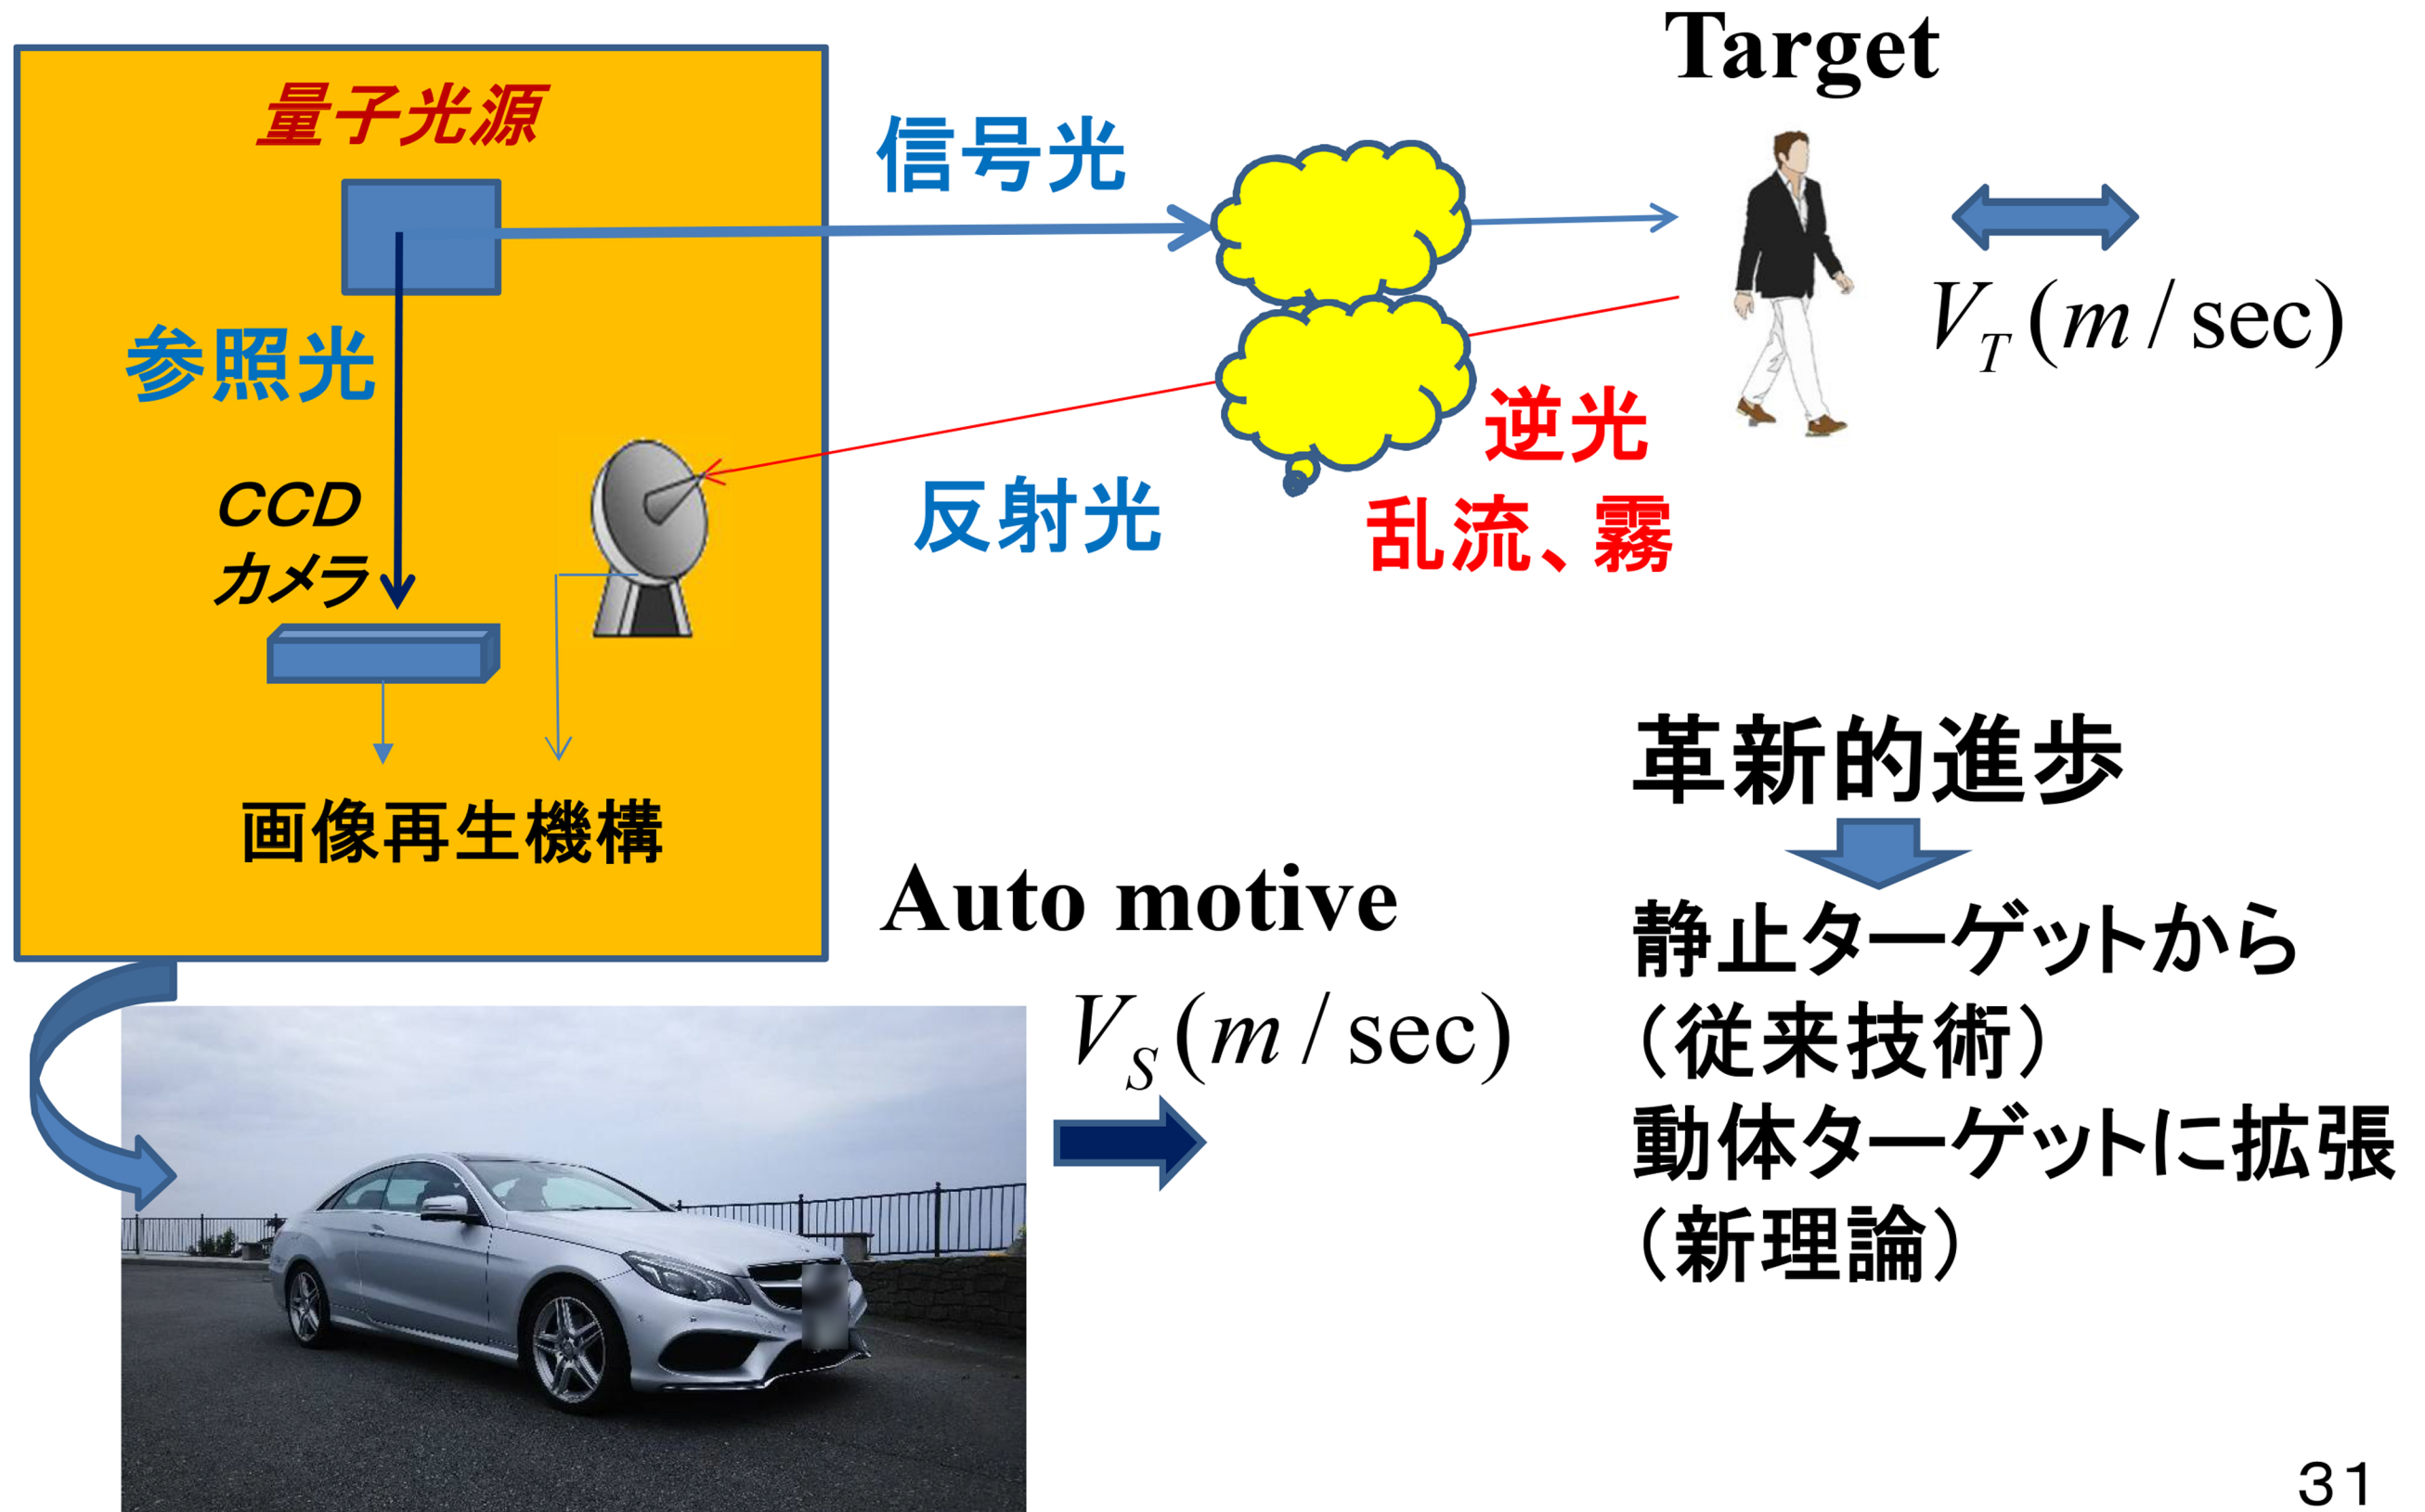 Target
量子光源
信号光
V_T (m / sec)
参照光
逆光
乱流、霧
反射光
CCD
カメラ
画像再生機構
革新的進歩
Auto motive
V_S (m / sec)
静止ターゲットから
（従来技術）
動体ターゲットに拡張
（新理論）
31